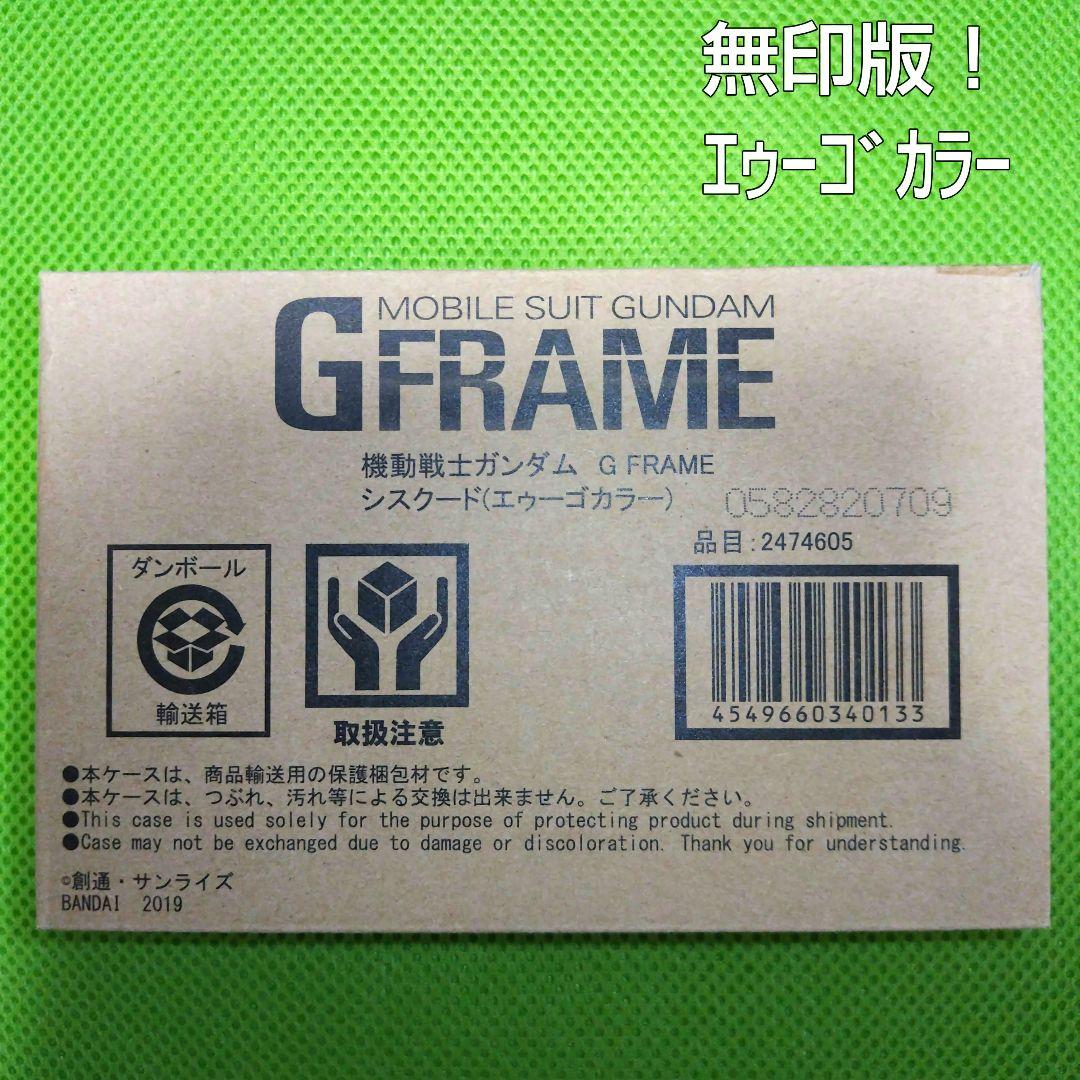 無印版！
ｴｩｰｺﾞｶﾗｰ
MOBILE SUIT GUNDAM
GFRAME
機動戦士ガンダム G FRAME
シスクード(エゥーゴカラー)
0582820709
品目:2474605
ダンボール
輸送箱
取扱注意
4549660340133
●本ケースは、商品輸送用の保護梱包材です。
●本ケースは、つぶれ、汚れ等による交換は出来ません。ご了承ください。
●This case is used solely for the purpose of protecting product during shipment.
●Case may not be exchanged due to damage or discoloration. Thank you for understanding.
©創通・サンライズ
BANDAI 2019